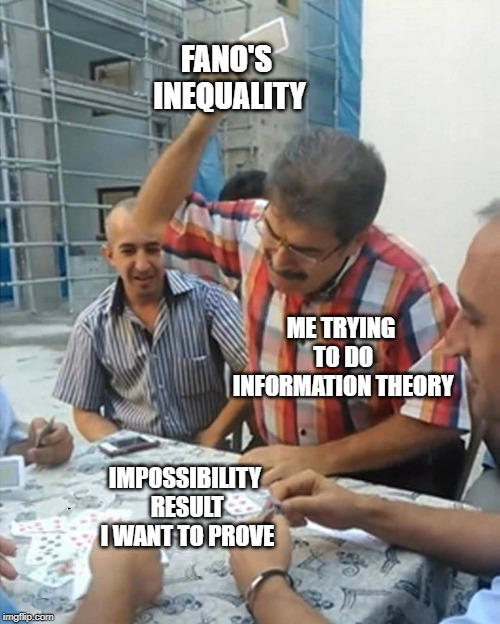 FANO'S
INEQUALITY
ME TRYING
TO DO
INFORMATION THEORY
IMPOSSIBILITY
RESULT
I WANT TO PROVE
imgflip.com